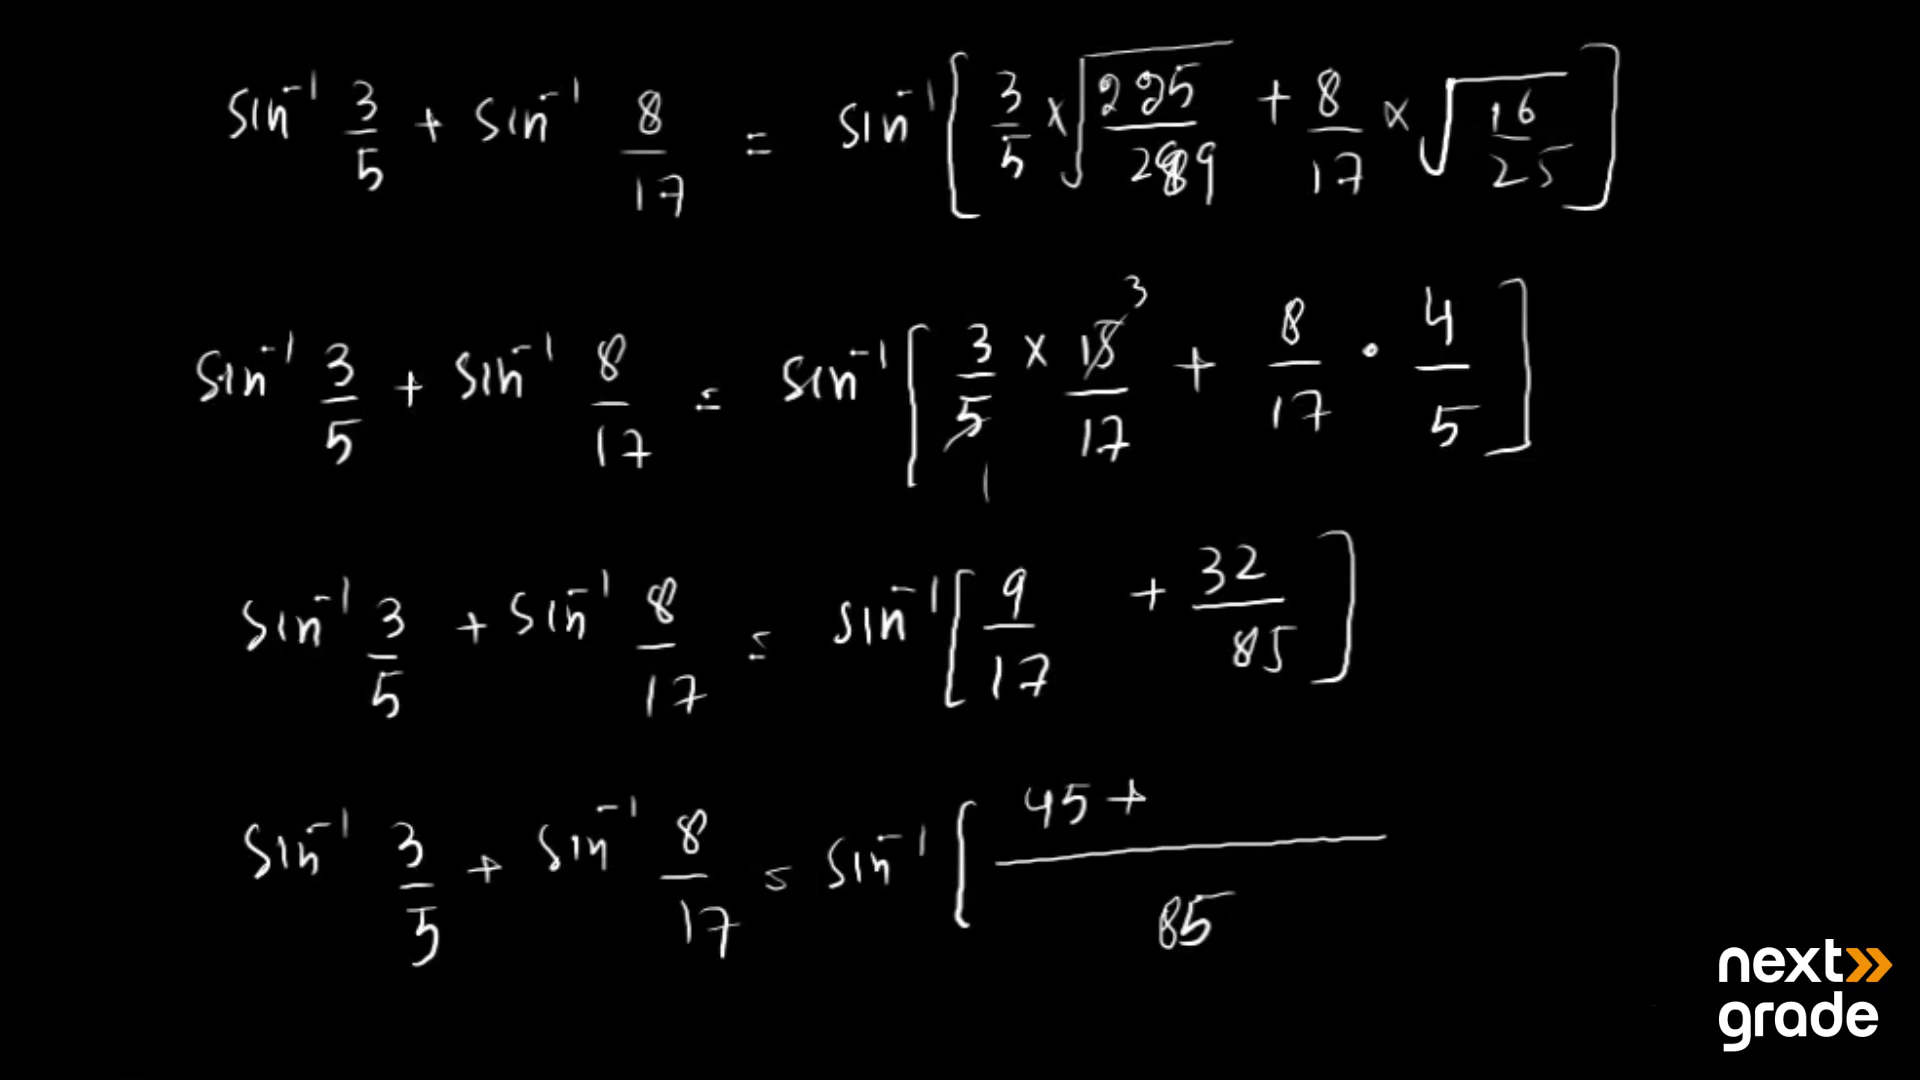 sin⁻¹ 3/5 + sin⁻¹ 8/17 = sin⁻¹ [ 3/5 × √(225/289) + 8/17 × √(16/25) ]
sin⁻¹ 3/5 + sin⁻¹ 8/17 = sin⁻¹ [ 3/5 1 × 15 3/17 + 8/17 · 4/5 ]
sin⁻¹ 3/5 + sin⁻¹ 8/17 = sin⁻¹ [ 9/17 + 32/85 ]
sin⁻¹ 3/5 + sin⁻¹ 8/17 = sin⁻¹ [ 45 + /85
next
grade